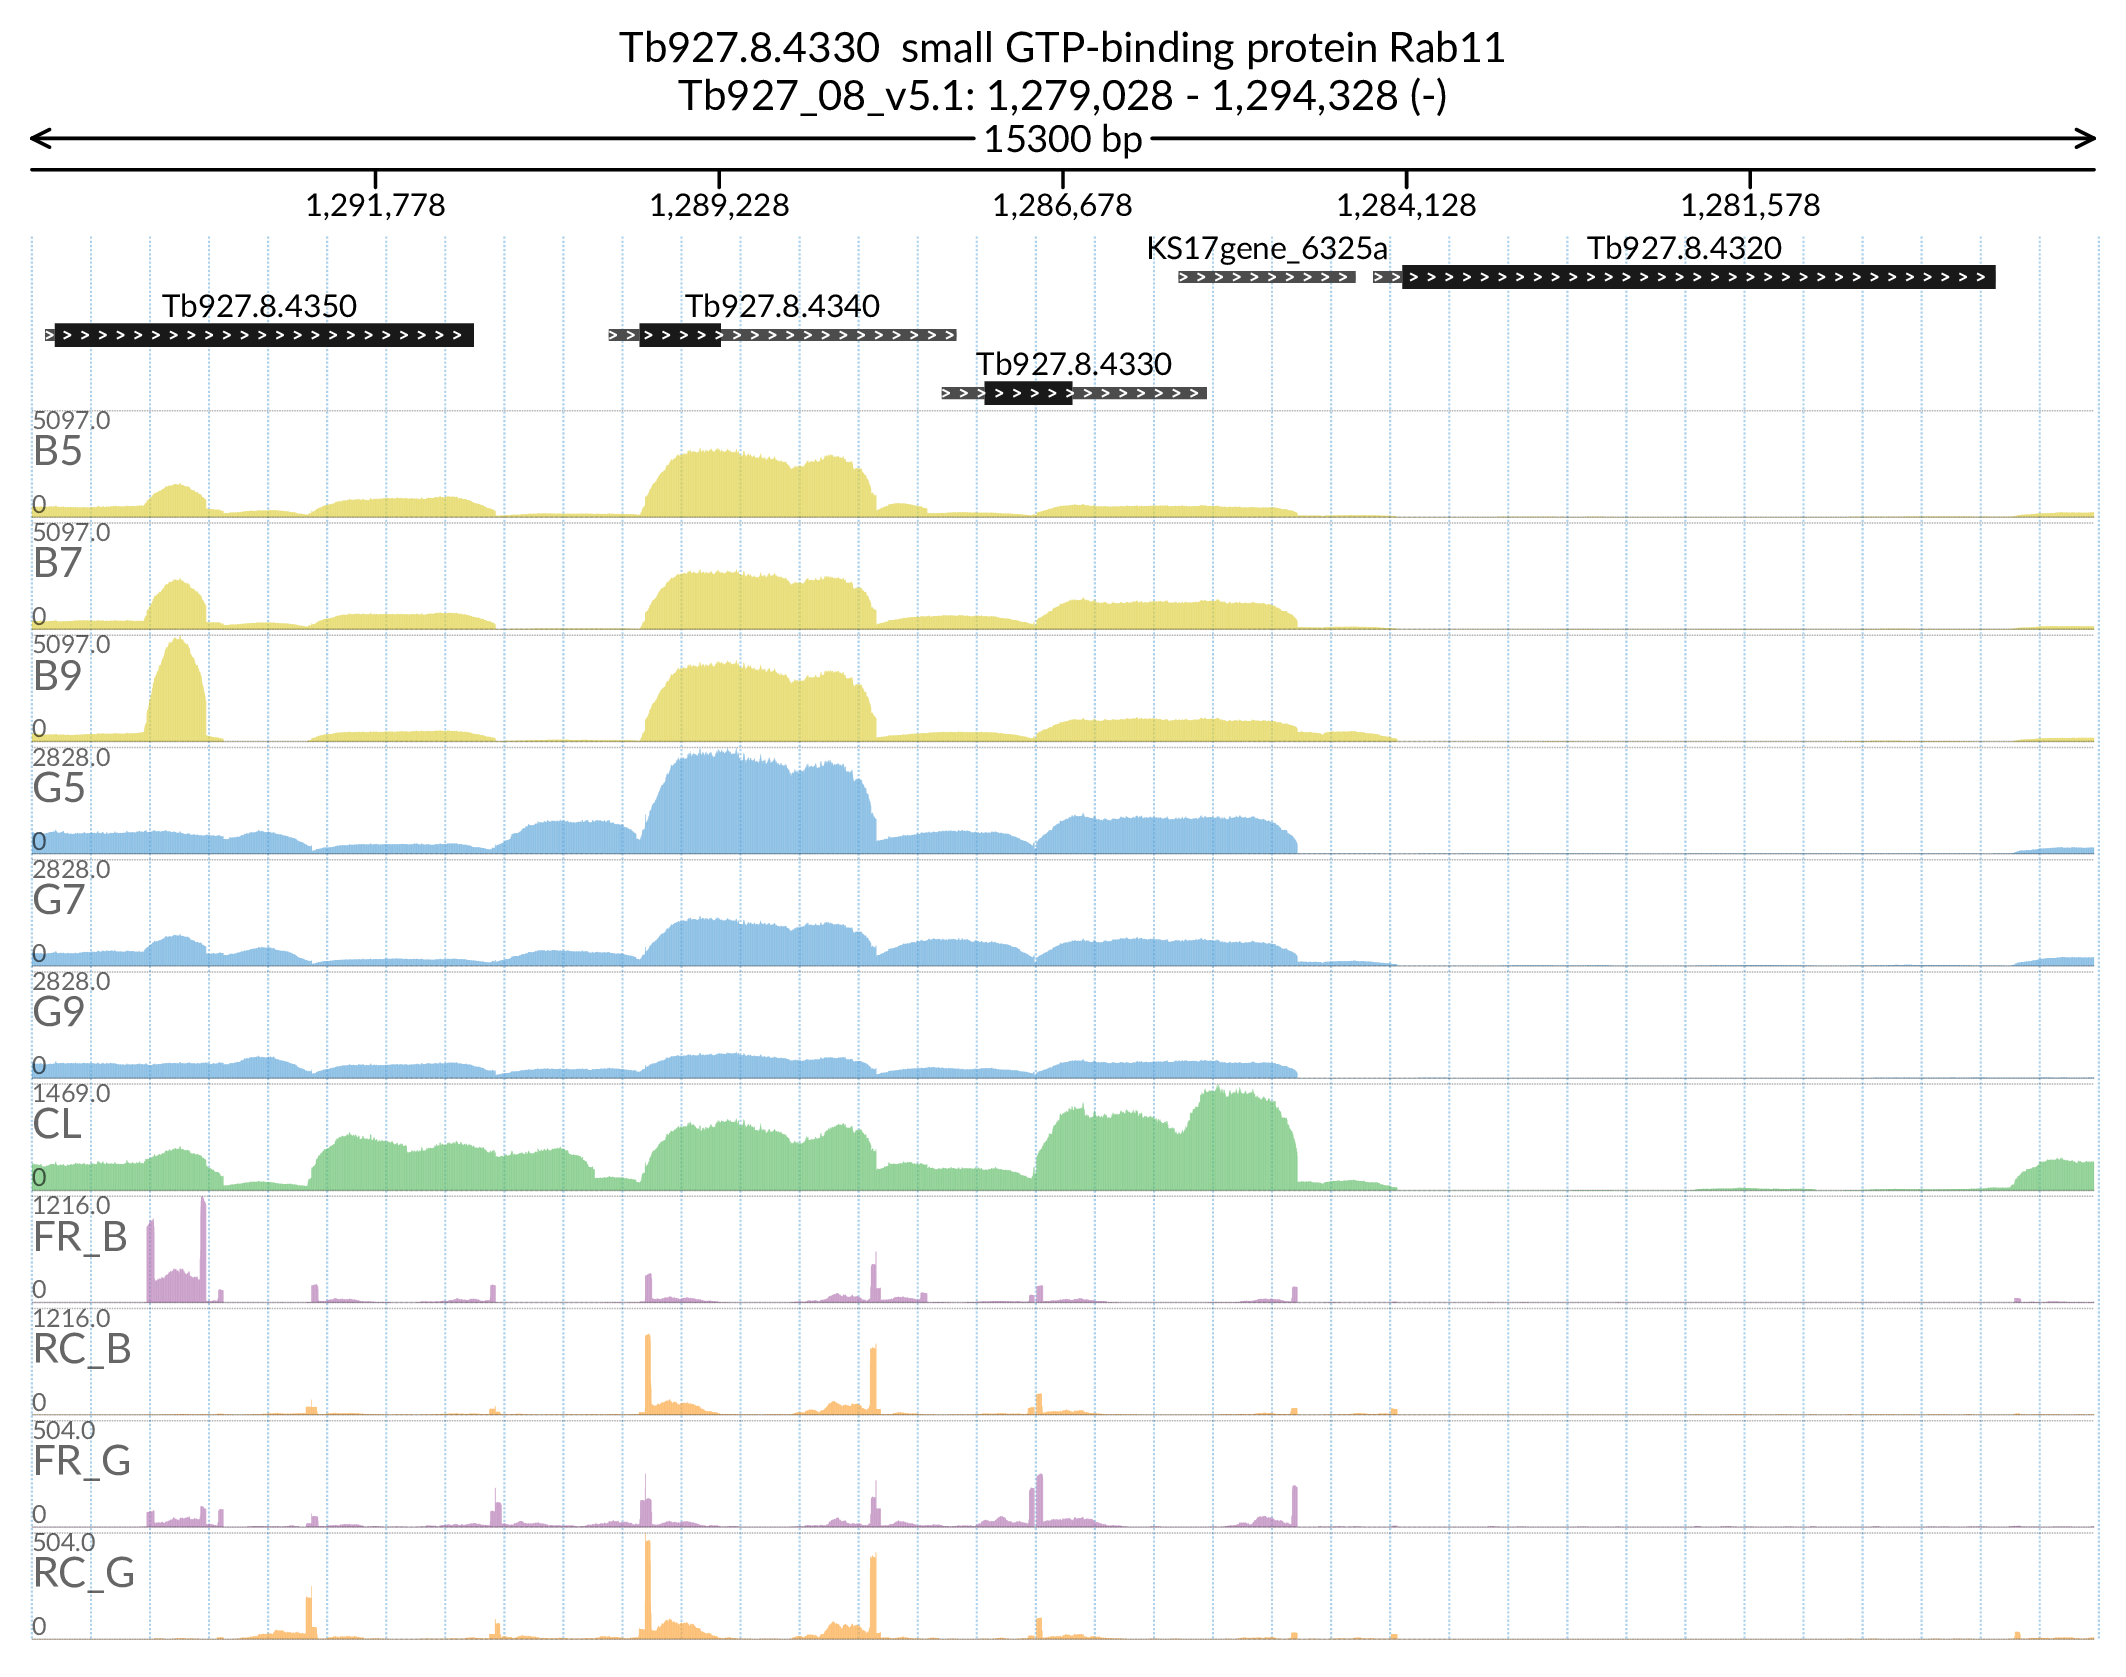 Tb927.8.4330  small GTP-binding protein Rab11
Tb927_08_v5.1: 1,279,028 - 1,294,328 (-)
15300 bp
1,291,778 1,289,228 1,286,678 1,284,128 1,281,578
KS17gene_6325a Tb927.8.4320
Tb927.8.4350 Tb927.8.4340
Tb927.8.4330
5097.0
B5
0
5097.0
B7
0
5097.0
B9
0
2828.0
G5
0
2828.0
G7
0
2828.0
G9
0
1469.0
CL
0
1216.0
FR_B
0
1216.0
RC_B
0
504.0
FR_G
0
504.0
RC_G
0